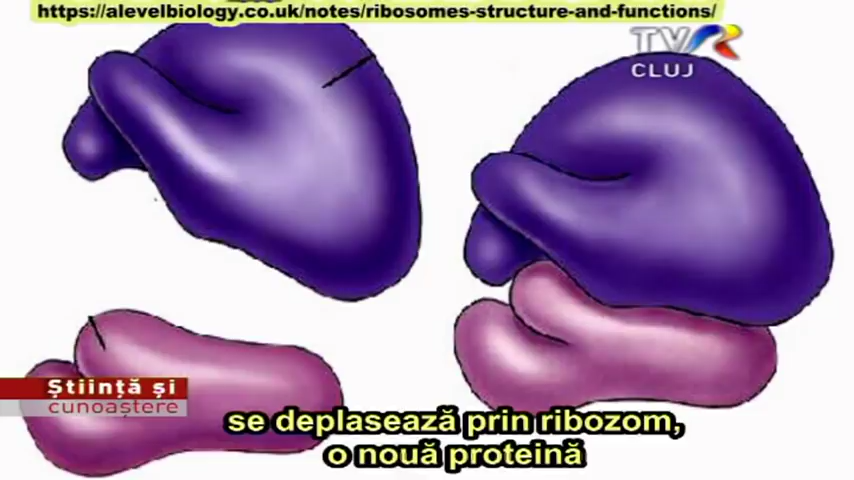 https://alevelbiology.co.uk/notes/ribosomes-structure-and-functions/
TVR
CLUJ
Știință și
cunoaștere
se deplasează prin ribozom,
o nouă proteină